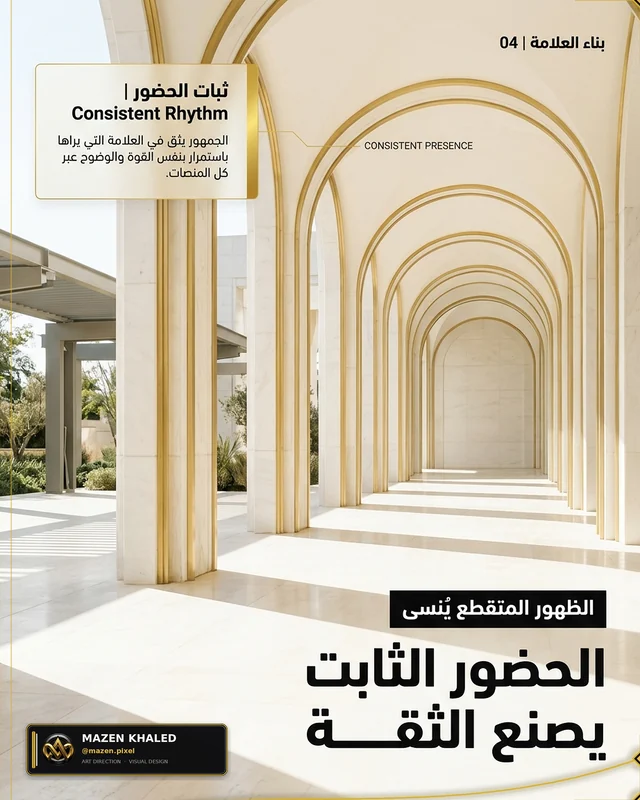 بناء العلامة | 04
ثبات الحضور |
Consistent Rhythm
الجمهور يثق في العلامة التي يراها
باستمرار بنفس القوة والوضوح عبر
كل المنصات.
CONSISTENT PRESENCE
الظهور المتقطع يُنسى
الحضور الثابت
يصنع الثقـــة
MAZEN KHALED
@mazen.pixel
ART DIRECTION · VISUAL DESIGN